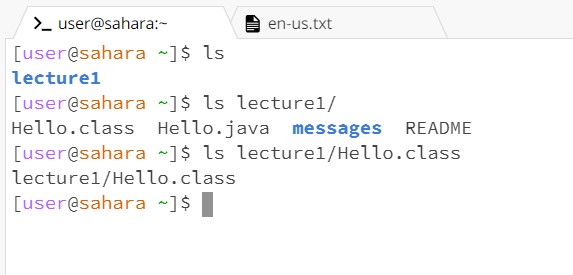 user@sahara:~ en-us.txt
[user@sahara ~]$ ls
lecture1
[user@sahara ~]$ ls lecture1/
Hello.class  Hello.java  messages  README
[user@sahara ~]$ ls lecture1/Hello.class
lecture1/Hello.class
[user@sahara ~]$